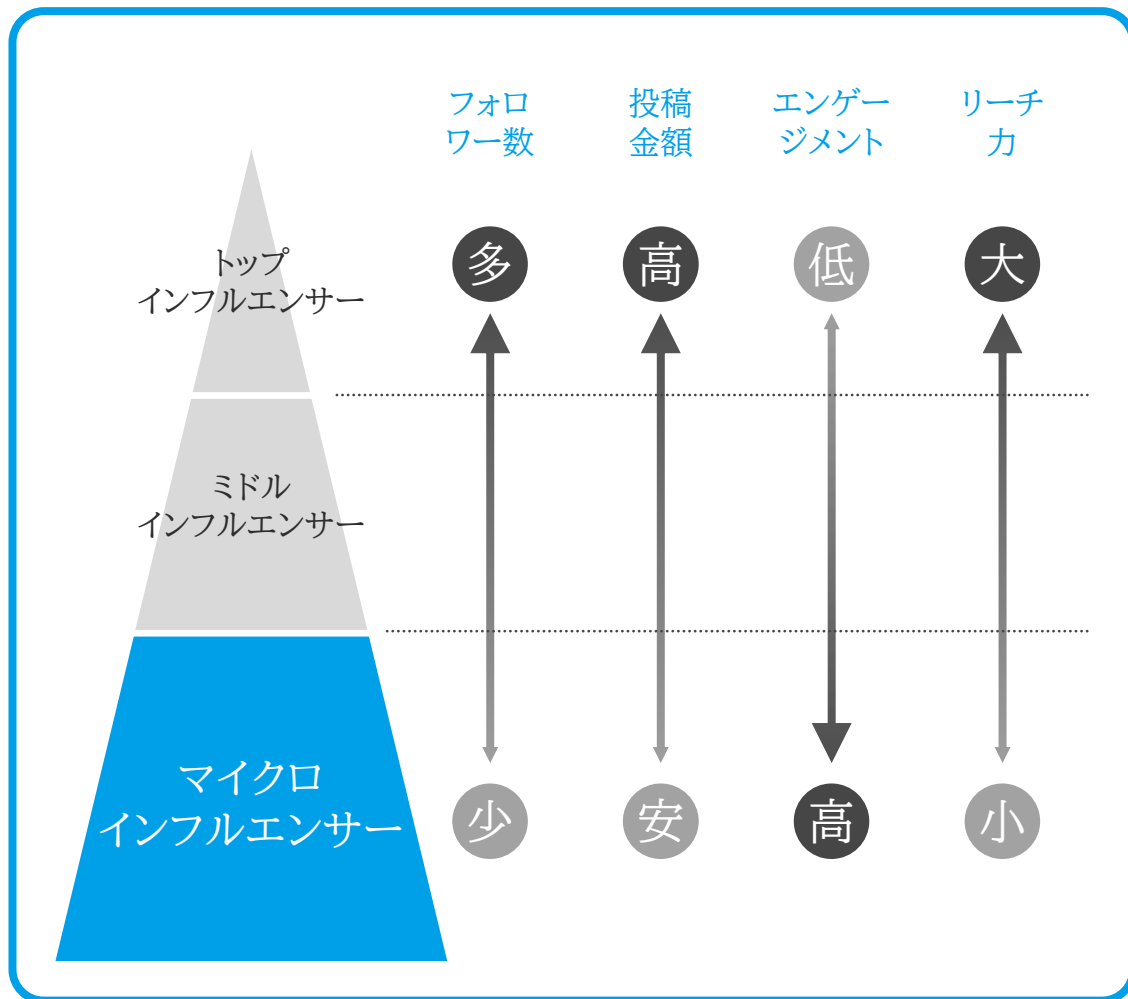 フォロ
ワー数
投稿
金額
エンゲー
ジメント
リーチ
力
トップ
インフルエンサー
多
高
低
大
ミドル
インフルエンサー
マイクロ
インフルエンサー
少
安
高
小